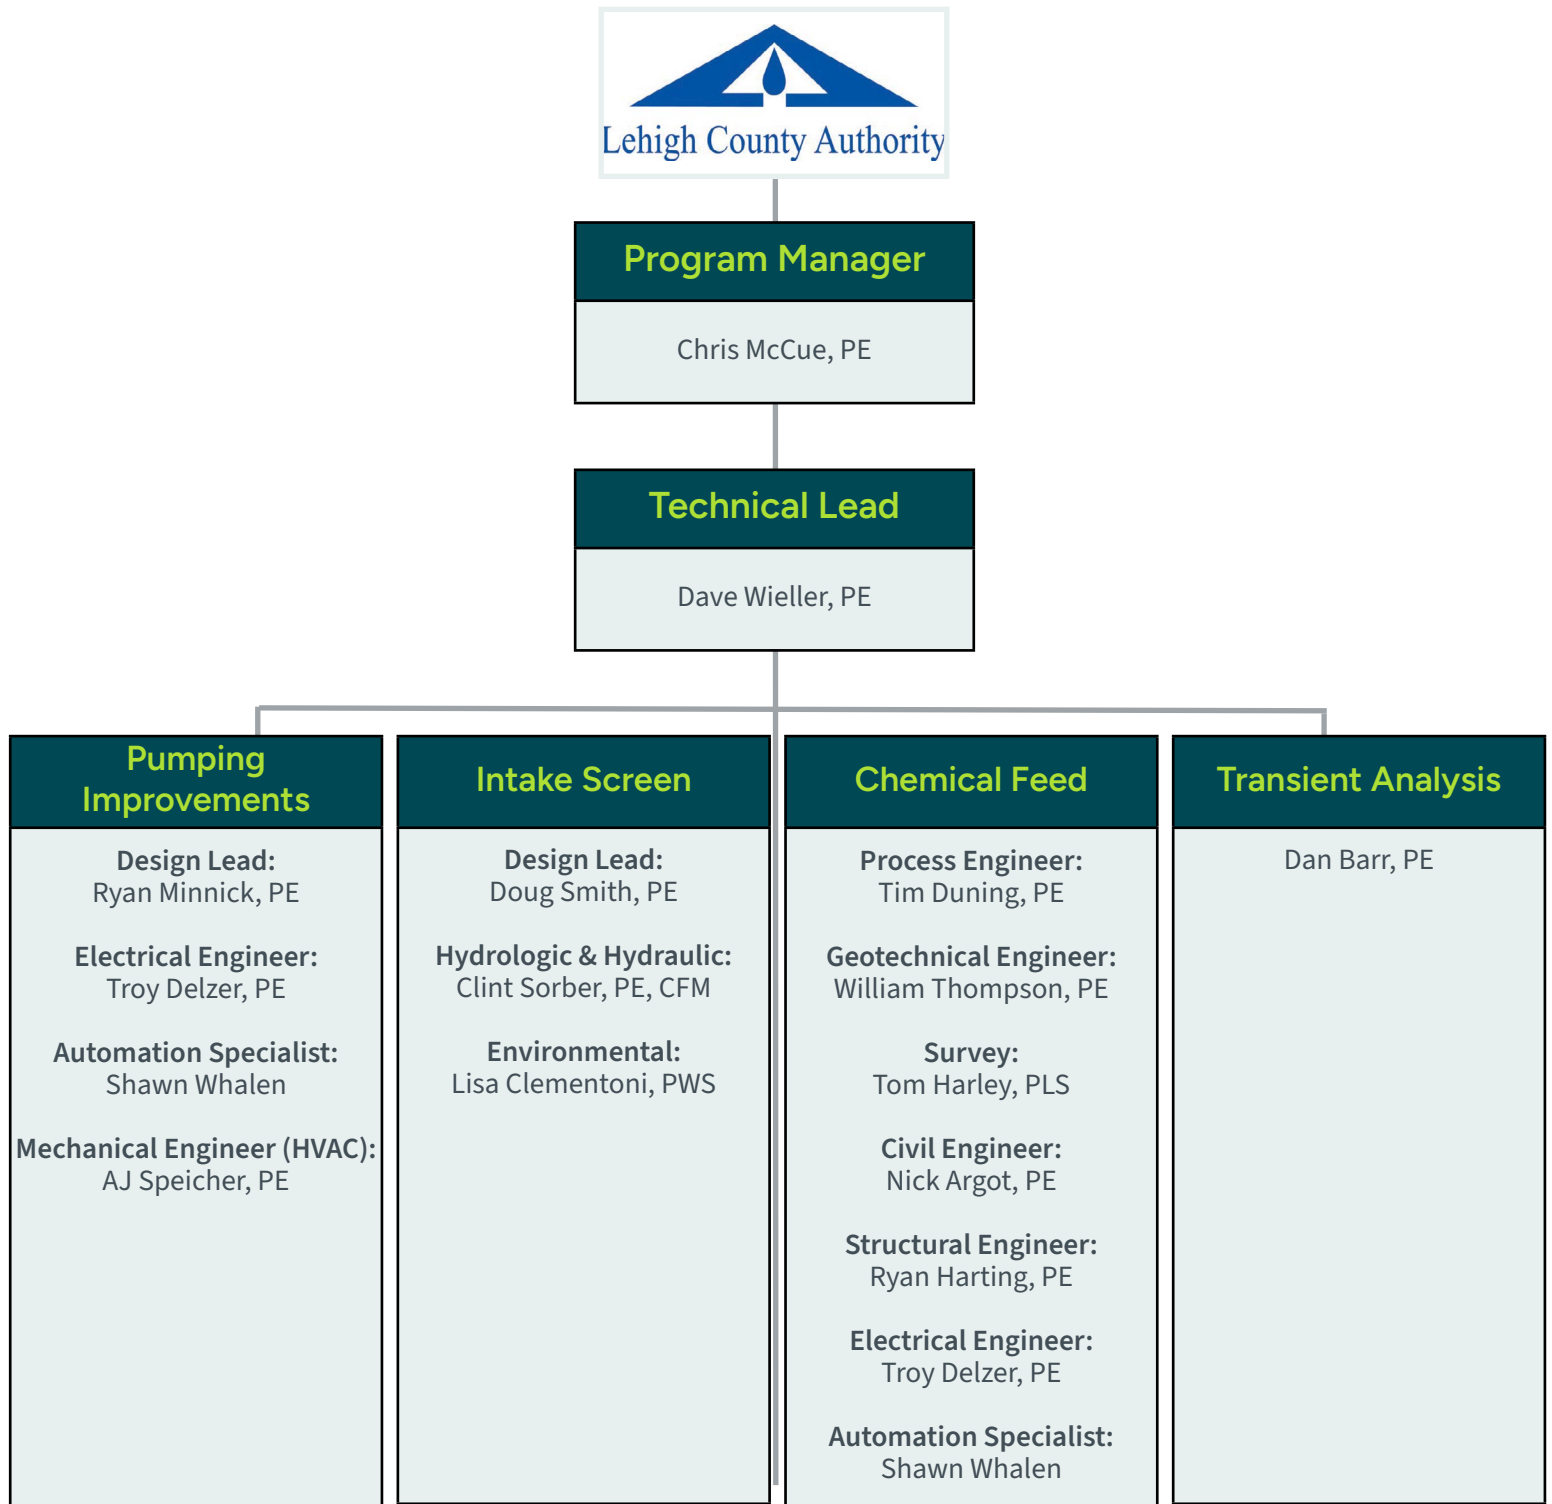 Lehigh County Authority
Program Manager
Chris McCue, PE
Technical Lead
Dave Wieller, PE
Pumping
Improvements
Design Lead:
Ryan Minnick, PE
Electrical Engineer:
Troy Delzer, PE
Automation Specialist:
Shawn Whalen
Mechanical Engineer (HVAC):
AJ Speicher, PE
Intake Screen
Design Lead:
Doug Smith, PE
Hydrologic & Hydraulic:
Clint Sorber, PE, CFM
Environmental:
Lisa Clementoni, PWS
Chemical Feed
Process Engineer:
Tim Duning, PE
Geotechnical Engineer:
William Thompson, PE
Survey:
Tom Harley, PLS
Civil Engineer:
Nick Argot, PE
Structural Engineer:
Ryan Harting, PE
Electrical Engineer:
Troy Delzer, PE
Automation Specialist:
Shawn Whalen
Transient Analysis
Dan Barr, PE